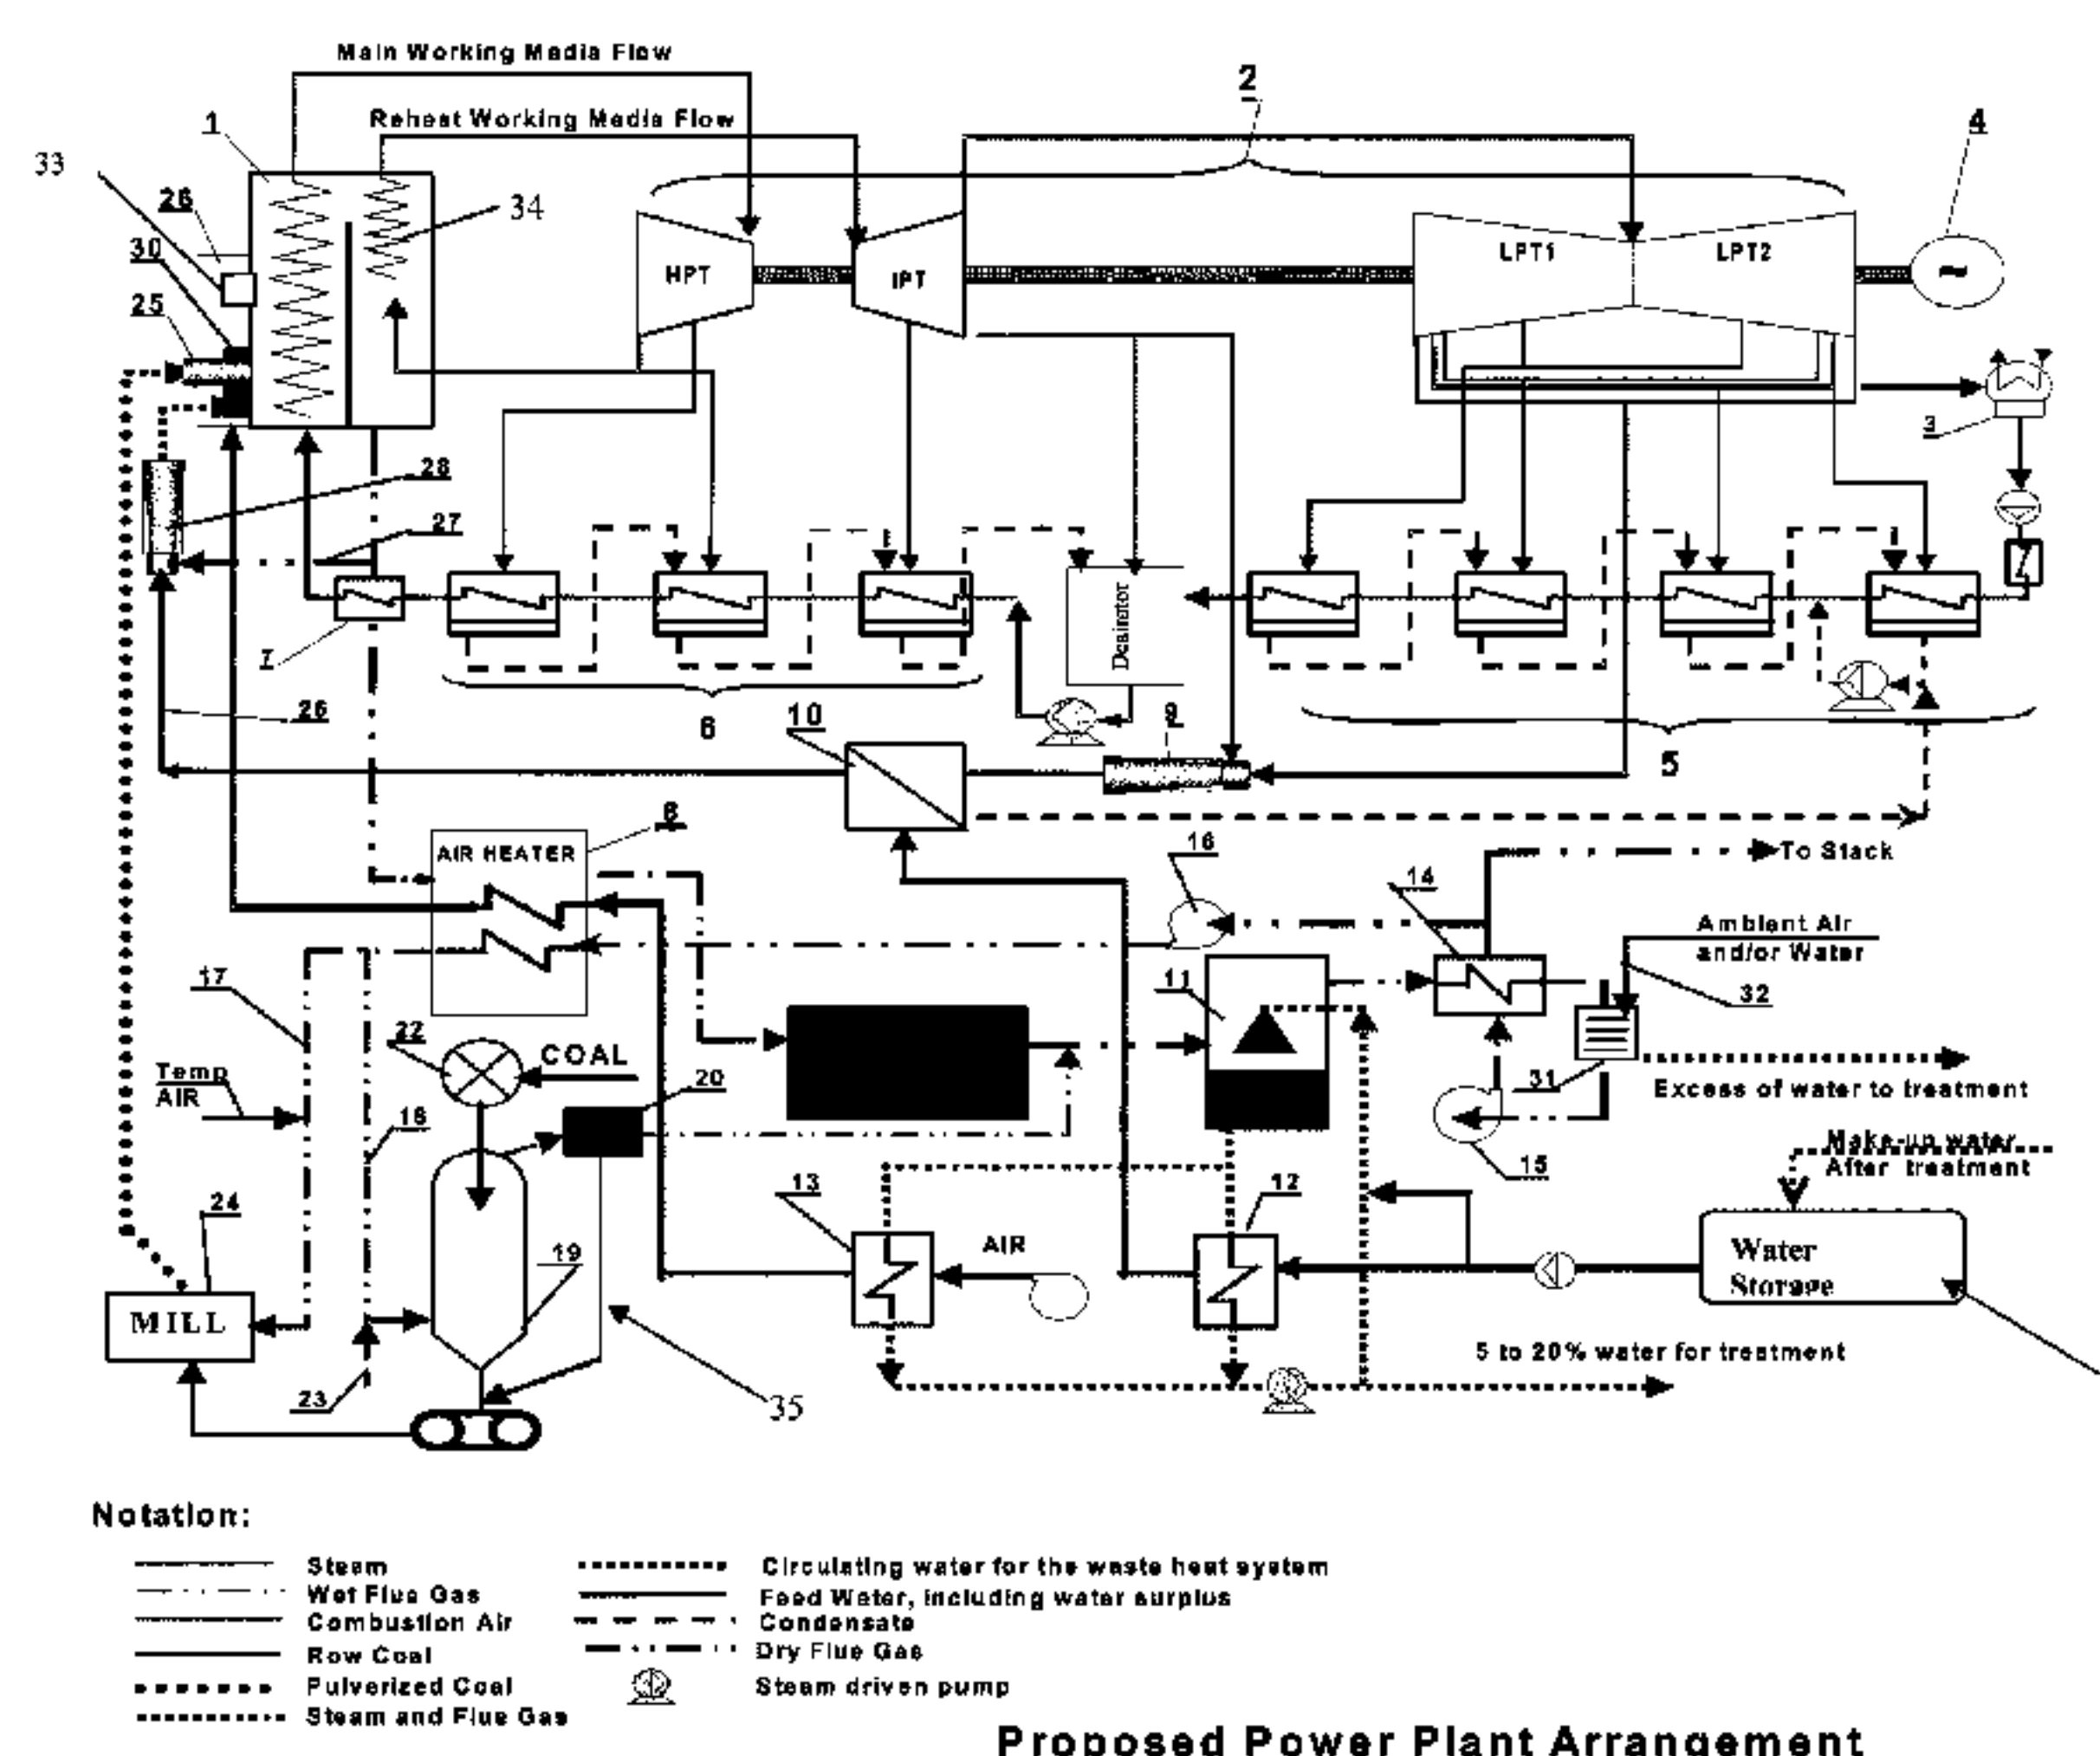 Main Working Media Flow
2
Reheat Working Media Flow
1
4
33
26
34
30
LPT1
LPT2
HPT
IPT
~
25
3
28
27
Deairetor
7
26
10
9
6
5
8
16
AIR HEATER
To Stack
14
Ambient Air
and/or Water
17
11
32
22
COAL
Temp
AIR
20
31
Excess of water to treatment
18
Make-up water
After treatment
15
13
12
24
19
AIR
Water
Storage
MILL
5 to 20% water for treatment
23
35
Notation:
Steam
Circulating water for the waste heat system
Wet Flue Gas
Feed Water, including water surplus
Combustion Air
Condensate
Row Coal
Dry Flue Gas
Pulverized Coal
Steam driven pump
Steam and Flue Gas
Proposed Power Plant Arrangement